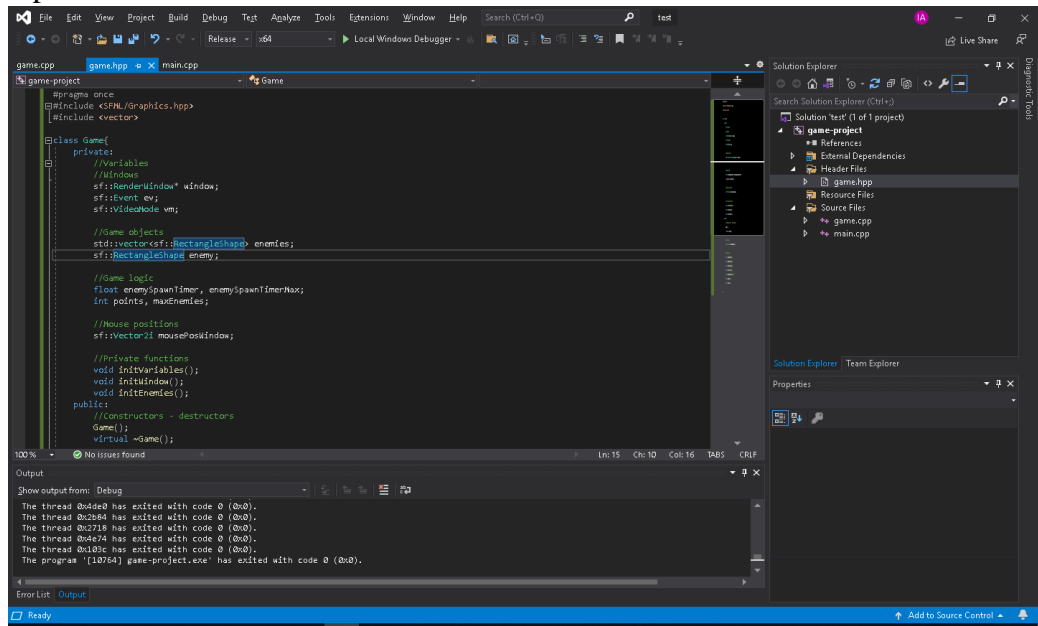 File Edit View Project Build Debug Test Analyze Tools Extensions Window Help Search (Ctrl+Q) test IA
Release x64 Local Windows Debugger Live Share
game.cpp game.hpp main.cpp
game-project Game
#pragma once
#include <SFML/Graphics.hpp>
#include <vector>
class Game{
private:
//Variables
//Windows
sf::RenderWindow* window;
sf::Event ev;
sf::VideoMode vm;
//Game objects
std::vector<sf::RectangleShape> enemies;
sf::RectangleShape enemy;
//Game logic
float enemySpawnTimer, enemySpawnTimerMax;
int points, maxEnemies;
//Mouse positions
sf::Vector2i mousePosWindow;
//Private functions
void initVariables();
void initWindow();
void initEnemies();
public:
//Constructors - destructors
Game();
virtual ~Game();
100 % No issues found Ln: 15 Ch: 10 Col: 16 TABS CRLF
Output
Show output from: Debug
The thread 0x4de0 has exited with code 0 (0x0).
The thread 0x2b84 has exited with code 0 (0x0).
The thread 0x2718 has exited with code 0 (0x0).
The thread 0x4e74 has exited with code 0 (0x0).
The thread 0x103c has exited with code 0 (0x0).
The program '[10764] game-project.exe' has exited with code 0 (0x0).
Error List Output
Solution Explorer
Search Solution Explorer (Ctrl+;)
Solution 'test' (1 of 1 project)
game-project
References
External Dependencies
Header Files
game.hpp
Resource Files
Source Files
game.cpp
main.cpp
Solution Explorer Team Explorer
Properties
Diagnostic Tools
Ready Add to Source Control